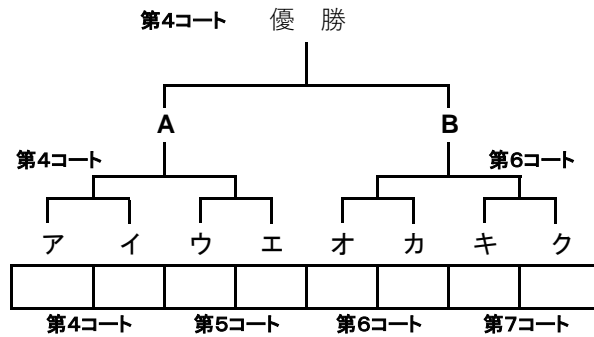 第4コート 優 勝
A B
第4コート 第6コート
ア イ ウ エ オ カ キ ク
第4コート 第5コート 第6コート 第7コート